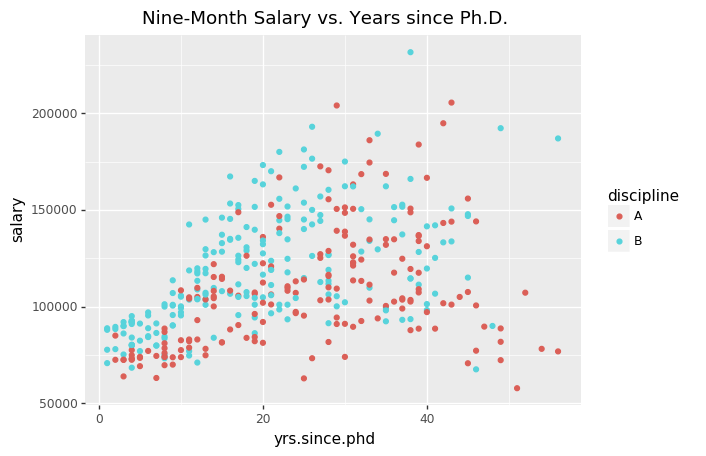 Nine-Month Salary vs. Years since Ph.D.
salary
200000
150000
100000
50000
0
20
40
yrs.since.phd
discipline
A
B